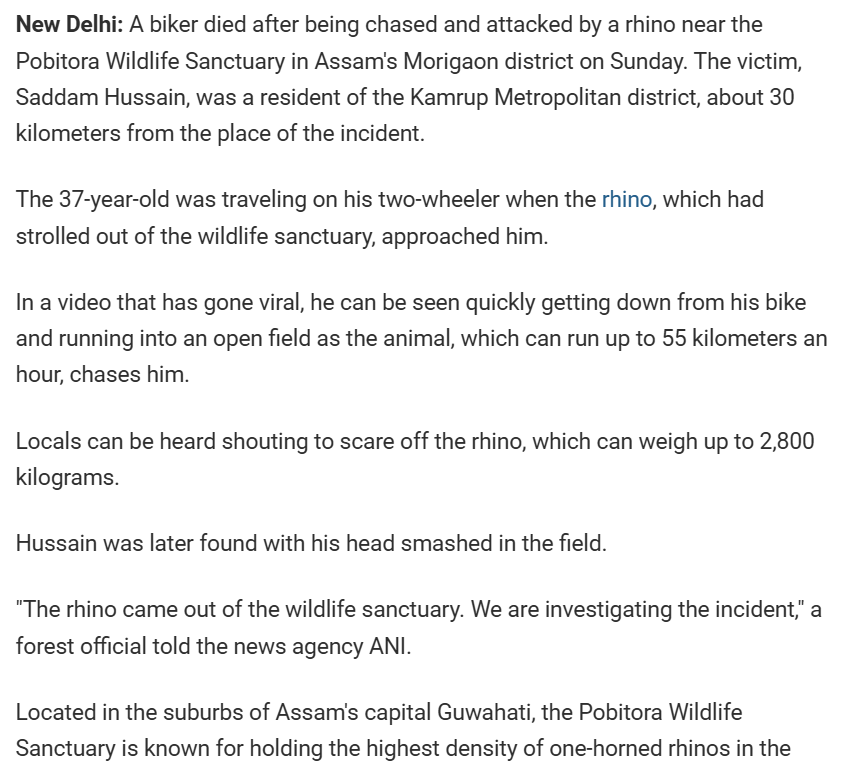 New Delhi: A biker died after being chased and attacked by a rhino near the
Pobitora Wildlife Sanctuary in Assam's Morigaon district on Sunday. The victim,
Saddam Hussain, was a resident of the Kamrup Metropolitan district, about 30
kilometers from the place of the incident.
The 37-year-old was traveling on his two-wheeler when the rhino, which had
strolled out of the wildlife sanctuary, approached him.
In a video that has gone viral, he can be seen quickly getting down from his bike
and running into an open field as the animal, which can run up to 55 kilometers an
hour, chases him.
Locals can be heard shouting to scare off the rhino, which can weigh up to 2,800
kilograms.
Hussain was later found with his head smashed in the field.
"The rhino came out of the wildlife sanctuary. We are investigating the incident," a
forest official told the news agency ANI.
Located in the suburbs of Assam's capital Guwahati, the Pobitora Wildlife
Sanctuary is known for holding the highest density of one-horned rhinos in the